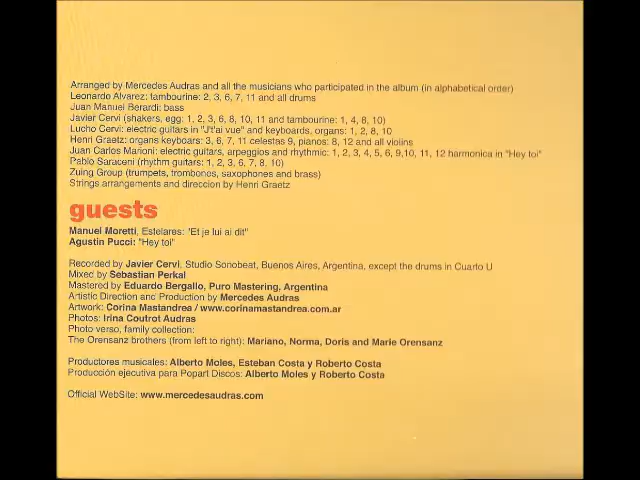 Arranged by Mercedes Audras and all the musicians who participated in the album (in alphabetical order)
Leonardo Alvarez: tambourine: 2, 3, 6, 7, 11 and all drums
Juan Manuel Berardi: bass
Javier Cervi (shakers, egg: 1, 2, 3, 6, 8, 10, 11 and tambourine: 1, 4, 8, 10)
Lucho Cervi: electric guitars in "J't'ai vue" and keyboards, organs: 1, 2, 8, 10
Henri Graetz: organs keyboars: 3, 6, 7, 11 celestas 9, pianos: 8, 12 and all violins
Juan Carlos Marioni: electric guitars, arpeggios and rhythmic: 1, 2, 3, 4, 5, 6, 9,10, 11, 12 harmonica in "Hey toi"
Pablo Saraceni (rhythm guitars: 1, 2, 3, 6, 7, 8, 10)
Zuing Group (trumpets, trombones, saxophones and brass)
Strings arrangements and direccion by Henri Graetz
guests
Manuel Moretti, Estelares: "Et je lui ai dit"
Agustin Pucci: "Hey toi"
Recorded by Javier Cervi, Studio Sonobeat, Buenos Aires, Argentina, except the drums in Cuarto U
Mixed by Sebastian Perkal
Mastered by Eduardo Bergallo, Puro Mastering, Argentina
Artistic Direction and Production by Mercedes Audras
Artwork: Corina Mastandrea / www.corinamastandrea.com.ar
Photos: Irina Coutrot Audras
Photo verso, family collection:
The Orensanz brothers (from left to right): Mariano, Norma, Doris and Marie Orensanz
Productores musicales: Alberto Moles, Esteban Costa y Roberto Costa
Producción ejecutiva para Popart Discos: Alberto Moles y Roberto Costa
Official WebSite: www.mercedesaudras.com